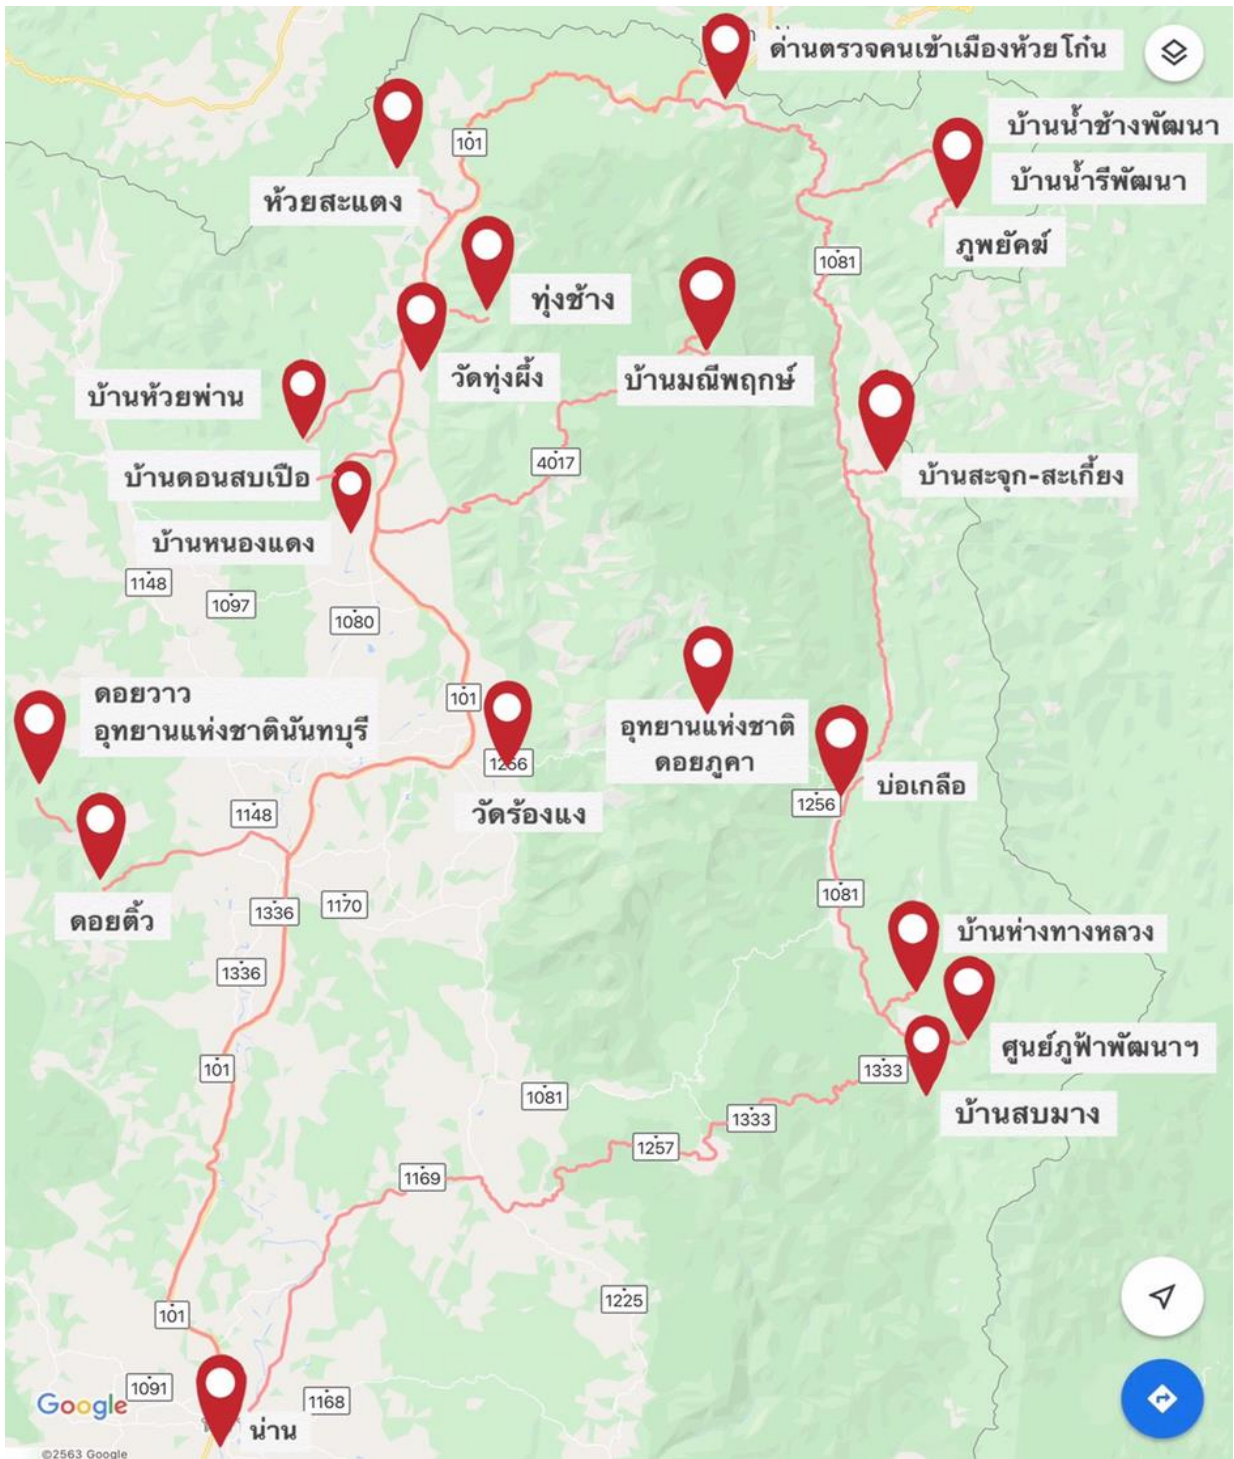 ด่านตรวจคนเข้าเมืองห้วยโก๋น
บ้านน้ำช้างพัฒนา
101
บ้านน้ำรีพัฒนา
ห้วยสะแตง
ภูพยัคฆ์
1081
ทุ่งช้าง
วัดทุ่งผึ้ง
บ้านมณีพฤกษ์
บ้านห้วยพ่าน
4017
บ้านดอนสบเปือ
บ้านสะจุก-สะเกี้ยง
บ้านหนองแดง
1148
1097
1080
ดอยวาว
อุทยานแห่งชาตินันทบุรี
101
อุทยานแห่งชาติ
ดอยภูคา
1256
บ่อเกลือ
1256
วัดร้องแง
1148
1081
1336
1170
ดอยติ้ว
บ้านห่างทางหลวง
1336
ศูนย์ภูฟ้าพัฒนาฯ
101
1333
1081
บ้านสบมาง
1333
1257
1169
1225
101
1091
1168
Google
น่าน
©2563 Google